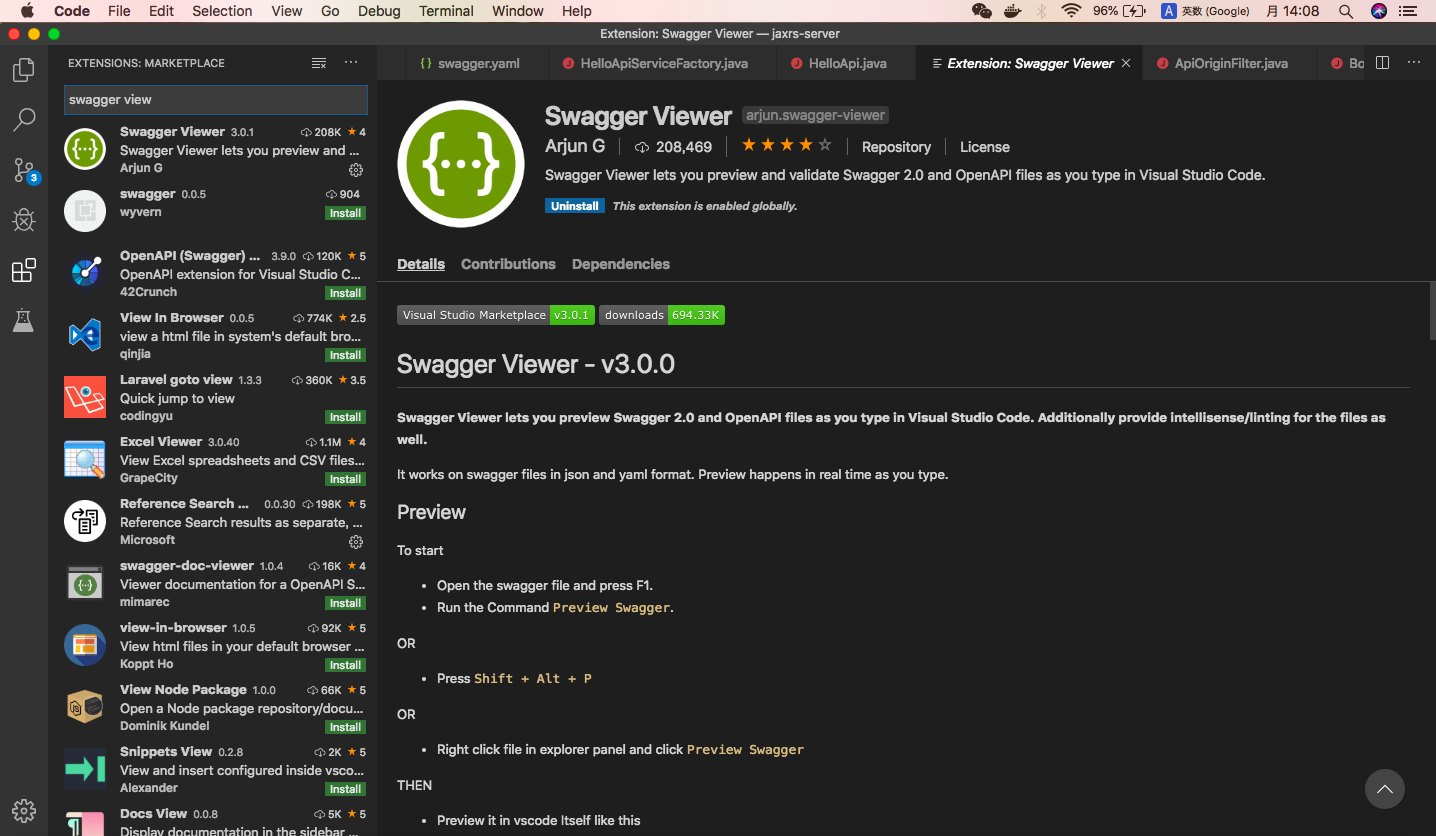 Code File Edit Selection View Go Debug Terminal Window Help 96% A 英数 (Google) 月 14:08
Extension: Swagger Viewer — jaxrs-server
EXTENSIONS: MARKETPLACE
swagger view
Swagger Viewer 3.0.1 208K ★ 4
Swagger Viewer lets you preview and ...
Arjun G
swagger 0.0.5 904
wyvern Install
OpenAPI (Swagger) ... 3.9.0 120K ★ 5
OpenAPI extension for Visual Studio C...
42Crunch Install
View In Browser 0.0.5 774K ★ 2.5
view a html file in system's default bro...
qinjia Install
Laravel goto view 1.3.3 360K ★ 3.5
Quick jump to view
codingyu Install
Excel Viewer 3.0.40 1.1M ★ 4
View Excel spreadsheets and CSV files...
GrapeCity Install
Reference Search ... 0.0.30 198K ★ 5
Reference Search results as separate, ...
Microsoft
swagger-doc-viewer 1.0.4 16K ★ 4
Viewer documentation for a OpenAPI S...
mimarec Install
view-in-browser 1.0.5 92K ★ 5
View html files in your default browser ...
Koppt Ho Install
View Node Package 1.0.0 66K ★ 5
Open a Node package repository/docu...
Dominik Kundel Install
Snippets View 0.2.8 2K ★ 5
View and insert configured inside vsco...
Alexander Install
Docs View 0.0.8 5K ★ 5
Display documentation in the sidebar ...
3
{} swagger.yaml J HelloApiServiceFactory.java J HelloApi.java Extension: Swagger Viewer × J ApiOriginFilter.java J Bo
{...}
Swagger Viewer arjun.swagger-viewer
Arjun G 208,469 ★★★★☆ Repository License
Swagger Viewer lets you preview and validate Swagger 2.0 and OpenAPI files as you type in Visual Studio Code.
Uninstall This extension is enabled globally.
Details Contributions Dependencies
Visual Studio Marketplace v3.0.1 downloads 694.33K
Swagger Viewer - v3.0.0
Swagger Viewer lets you preview Swagger 2.0 and OpenAPI files as you type in Visual Studio Code. Additionally provide intellisense/linting for the files as
well.
It works on swagger files in json and yaml format. Preview happens in real time as you type.
Preview
To start
• Open the swagger file and press F1.
• Run the Command Preview Swagger.
OR
• Press Shift + Alt + P
OR
• Right click file in explorer panel and click Preview Swagger
THEN
• Preview it in vscode Itself like this